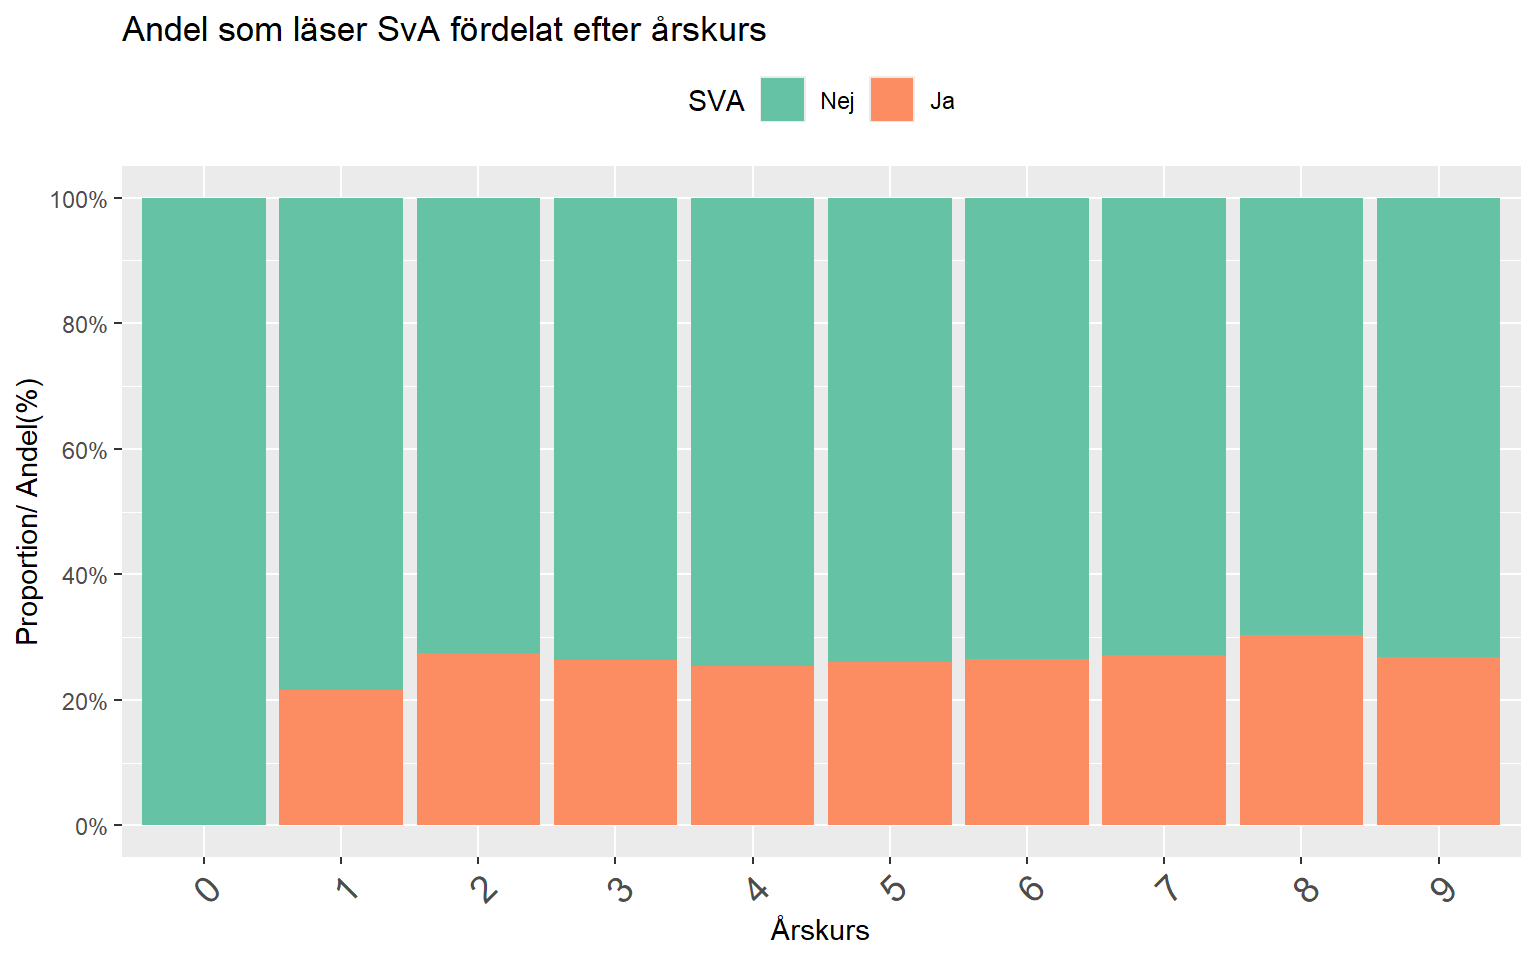 Andel som läser SvA fördelat efter årskurs
SVA Nej Ja
Proportion/ Andel(%)
100%
80%
60%
40%
20%
0%
0 1 2 3 4 5 6 7 8 9
Årskurs